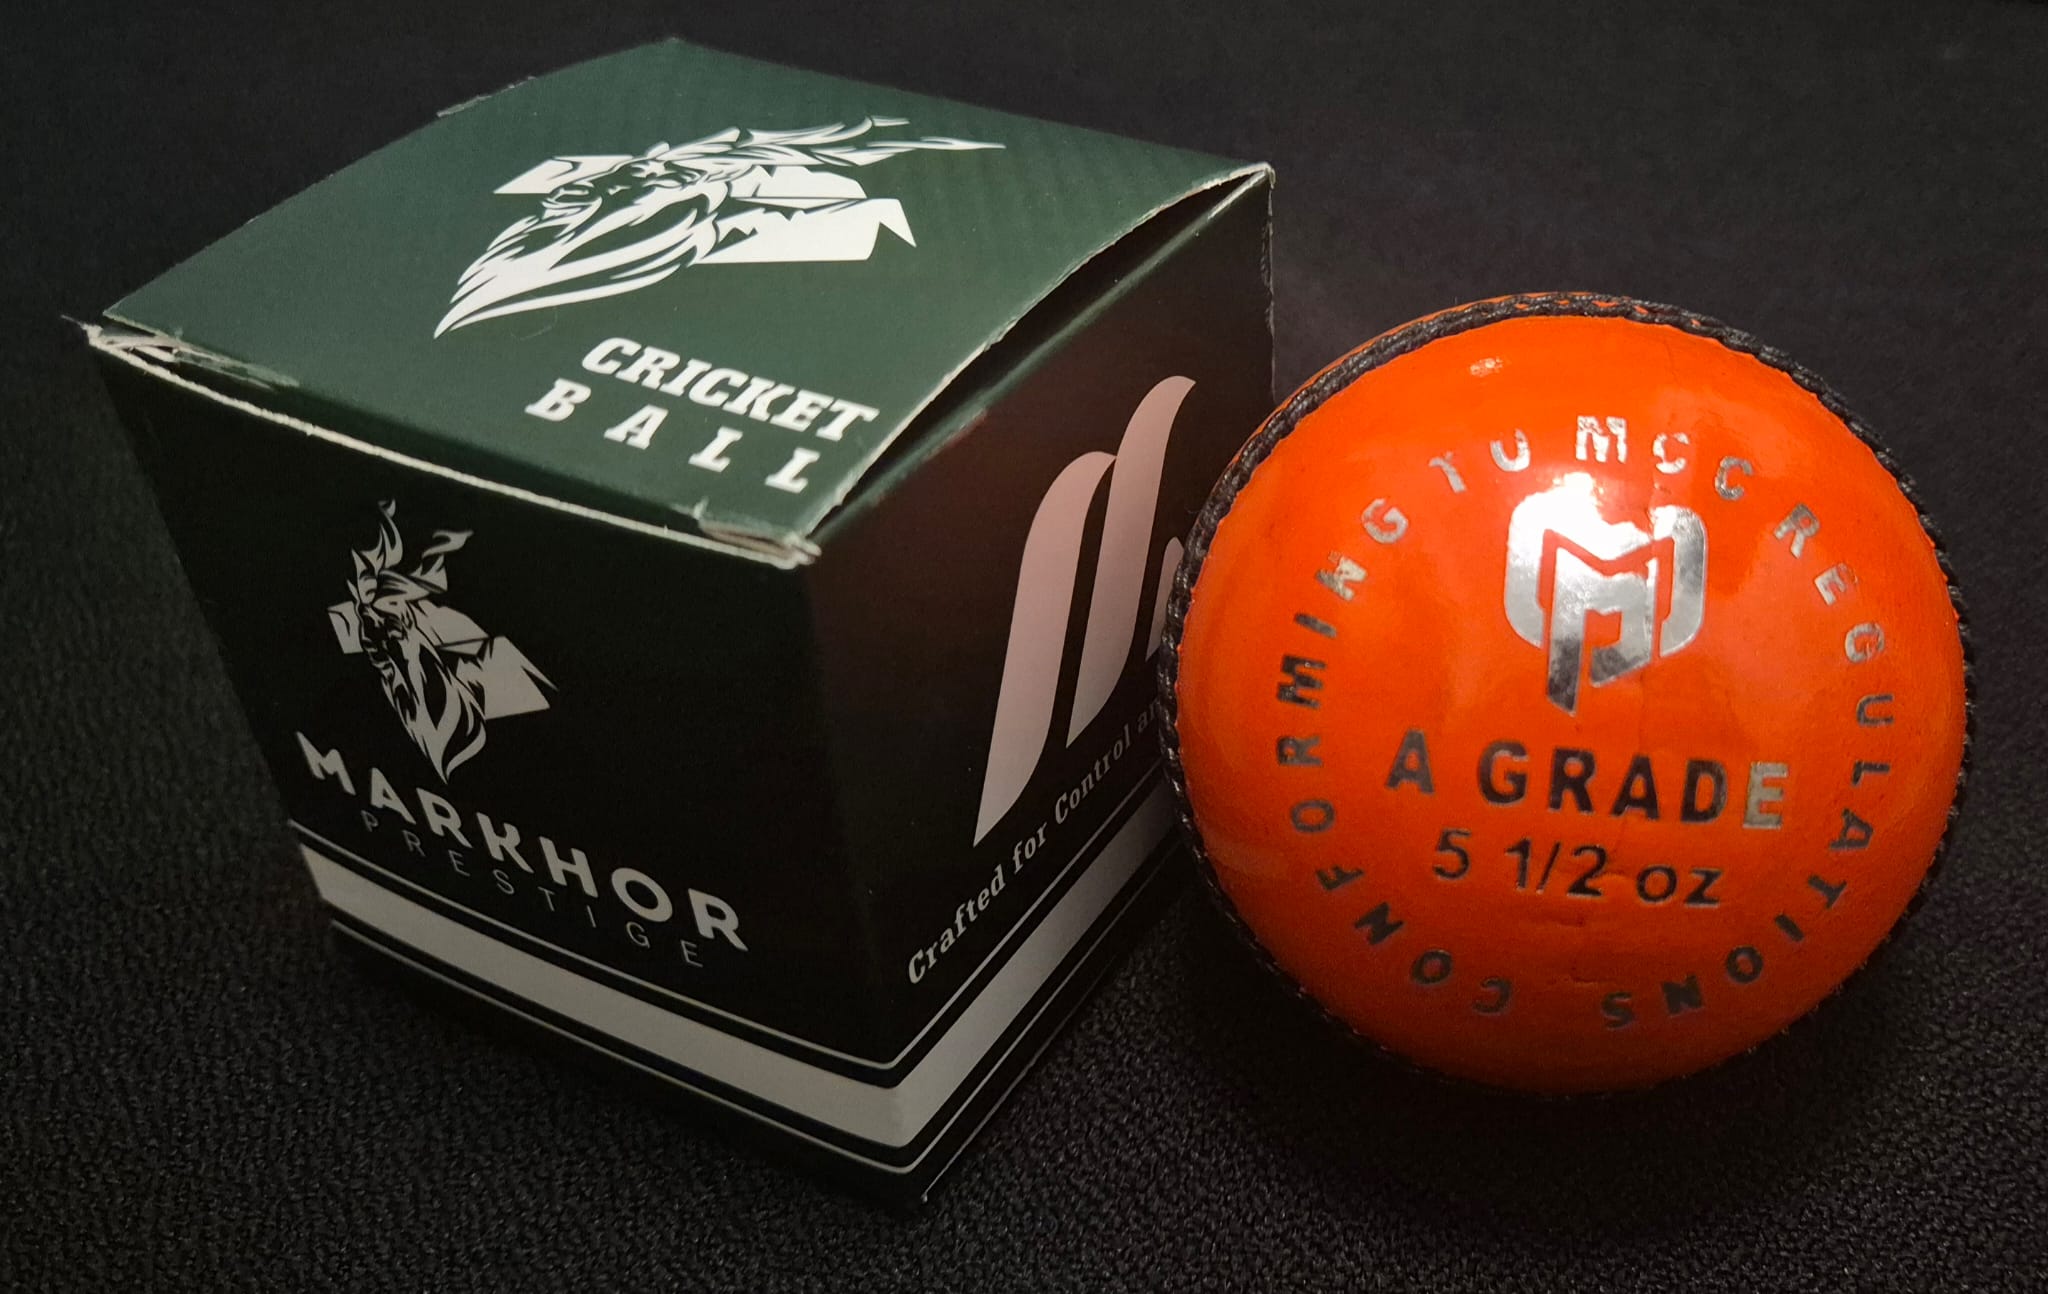 CRICKET
BALL
MARKHOR
PRESTIGE
Crafted for Control
CONFORMING TO MCC REGULATIONS
A GRADE
5 1/2 oz